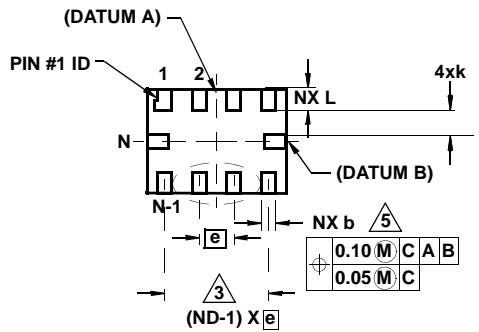 (DATUM A)
1 2
PIN #1 ID
4xk
NX L
N
(DATUM B)
N-1
NX b 5
e
0.10 M C A B
0.05 M C
3
(ND-1) X e